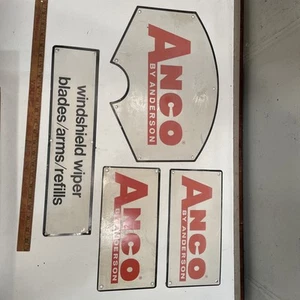 ANCO®
BY ANDERSON
windshield wiper
blades/arms/refills
ANCO®
BY ANDERSON
ANCO®
BY ANDERSON